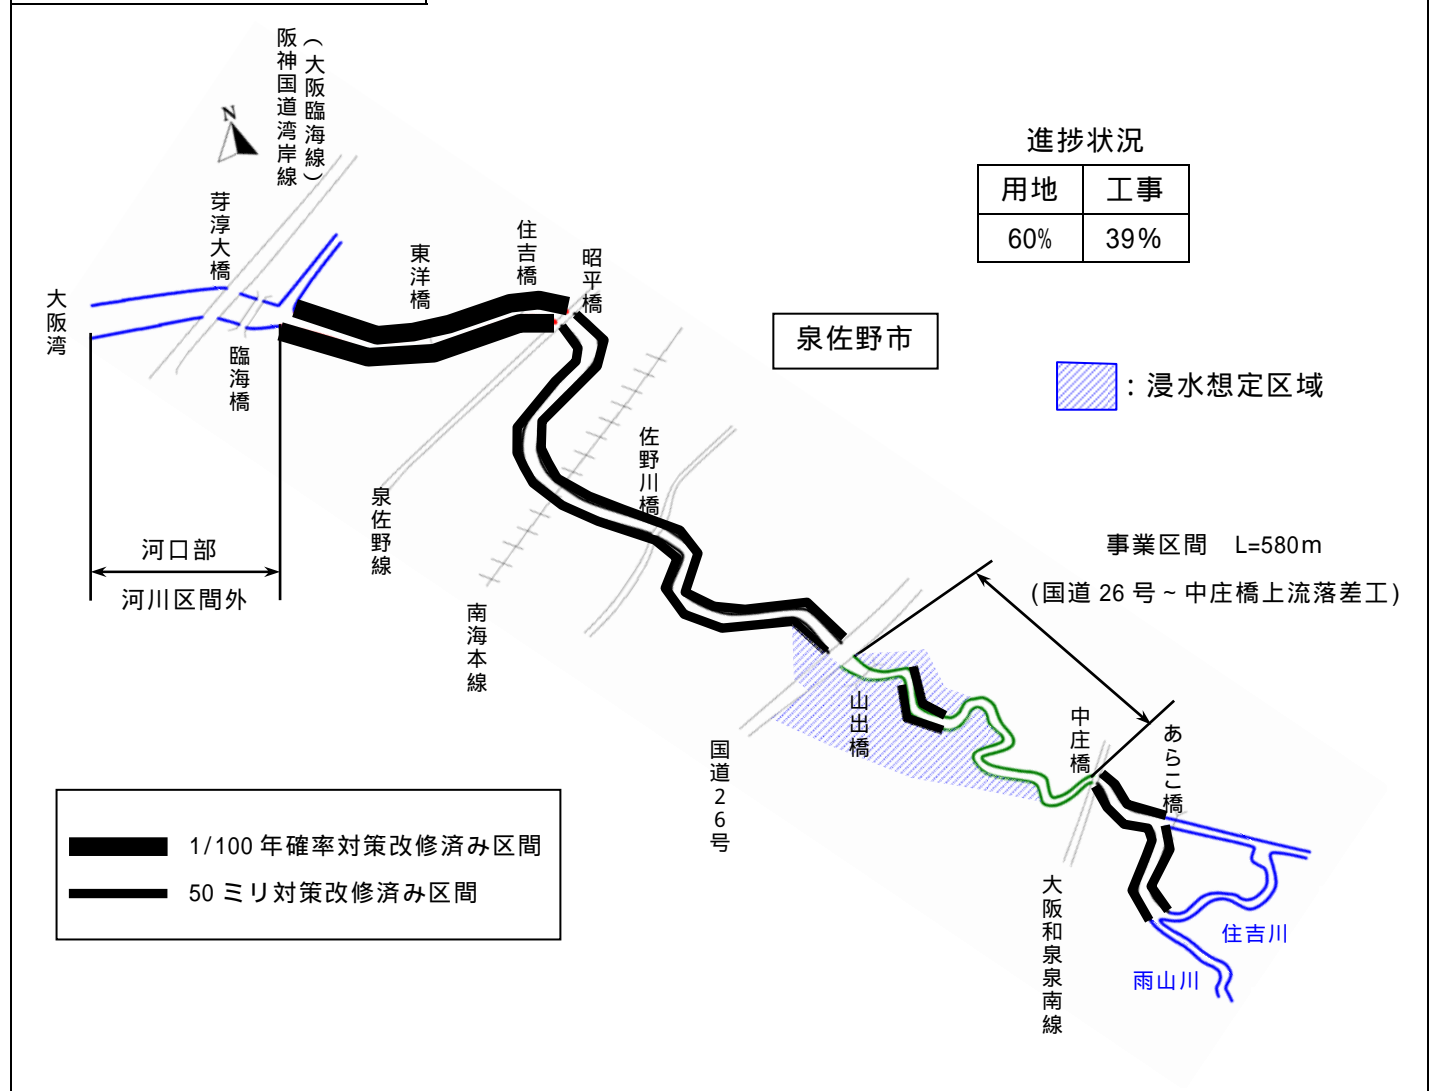 (大阪臨海線)
阪神国道湾岸線
N
芽淳大橋
大阪湾
臨海橋
東洋橋
住吉橋
昭平橋
進捗状況
用地 工事
60% 39%
泉佐野市
:浸水想定区域
佐野川橋
泉佐野線
南海本線
河口部
河川区間外
事業区間 L=580m
(国道26号~中庄橋上流落差工)
山出橋
国道26号
中庄橋
あらこ橋
大阪和泉泉南線
住吉川
雨山川
1/100年確率対策改修済み区間
50ミリ対策改修済み区間